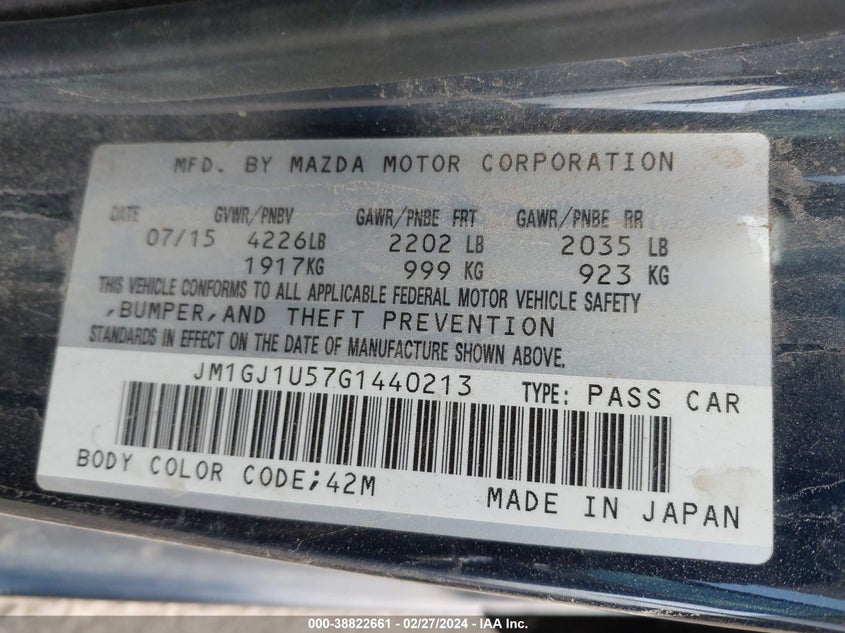 MFD. BY MAZDA MOTOR CORPORATION
DATE GVWR/PNBV GAWR/PNBE FRT GAWR/PNBE RR
07/15 4226LB 2202 LB 2035 LB
1917KG 999 KG 923 KG
THIS VEHICLE CONFORMS TO ALL APPLICABLE FEDERAL MOTOR VEHICLE SAFETY
,BUMPER,AND THEFT PREVENTION
STANDARDS IN EFFECT ON THE DATE OF MANUFACTURE SHOWN ABOVE.
JM1GJ1U57G1440213 TYPE: PASS CAR
BODY COLOR CODE;42M MADE IN JAPAN
000-38822661 - 02/27/2024 - IAA Inc.